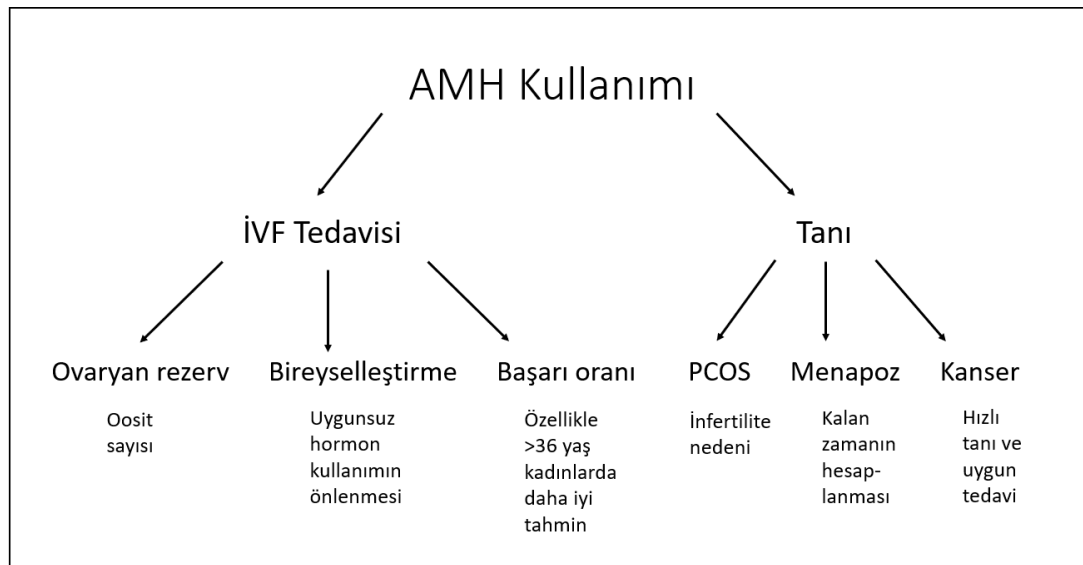 AMH Kullanımı
İVF Tedavisi
Tanı
Ovaryan rezerv
Oosit
sayısı
Bireyselleştirme
Uygunsuz
hormon
kullanımın
önlenmesi
Başarı oranı
Özellikle
>36 yaş
kadınlarda
daha iyi
tahmin
PCOS
İnfertilite
nedeni
Menapoz
Kalan
zamanın
hesap-
lanması
Kanser
Hızlı
tanı ve
uygun
tedavi